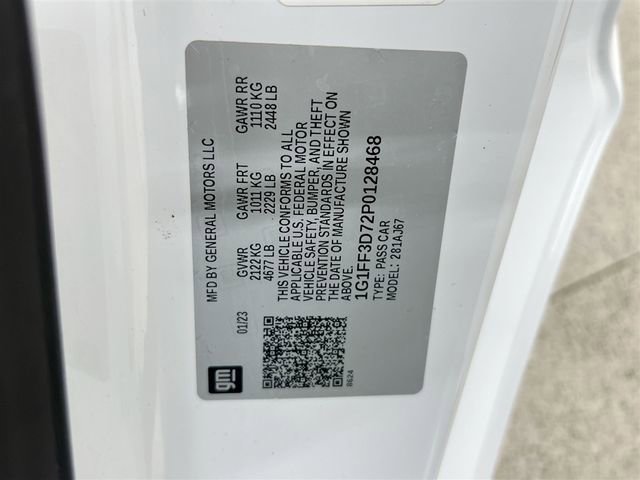 MFD BY GENERAL MOTORS LLC
01/23
GVWR
2122 KG
4677 LB
GAWR FRT
1011 KG
2229 LB
GAWR RR
1110 KG
2448 LB
THIS VEHICLE CONFORMS TO ALL
APPLICABLE U.S. FEDERAL MOTOR
VEHICLE SAFETY, BUMPER, AND THEFT
PREVENTION STANDARDS IN EFFECT ON
THE DATE OF MANUFACTURE SHOWN
1G1FF3D72P0128468
TYPE: PASS CAR
MODEL: 281AJ67
gm
8624